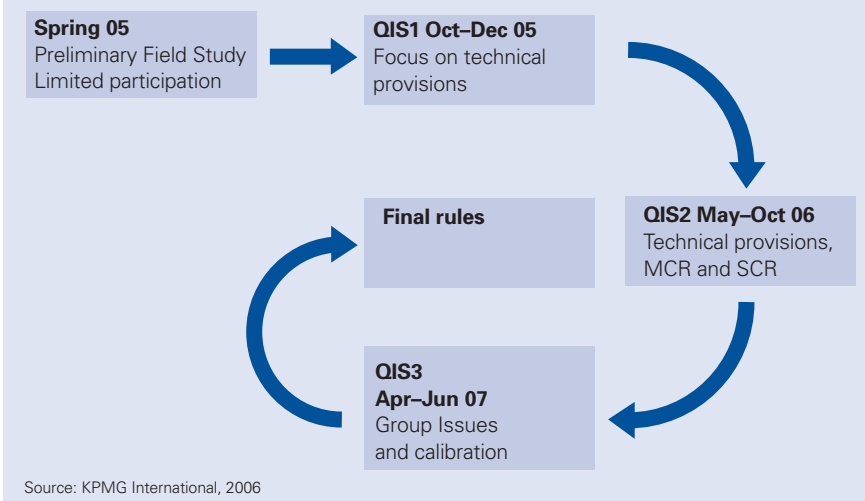 Spring 05
Preliminary Field Study
Limited participation
QIS1 Oct–Dec 05
Focus on technical
provisions
QIS2 May–Oct 06
Technical provisions,
MCR and SCR
QIS3
Apr–Jun 07
Group Issues
and calibration
Final rules
Source: KPMG International, 2006